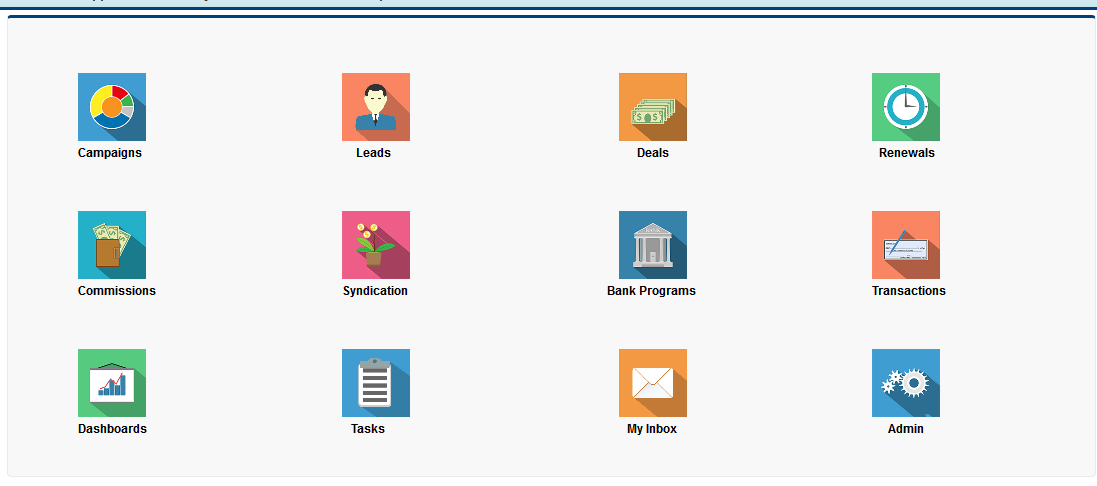 Campaigns
Leads
Deals
Renewals
Commissions
Syndication
Bank Programs
Transactions
Dashboards
Tasks
My Inbox
Admin